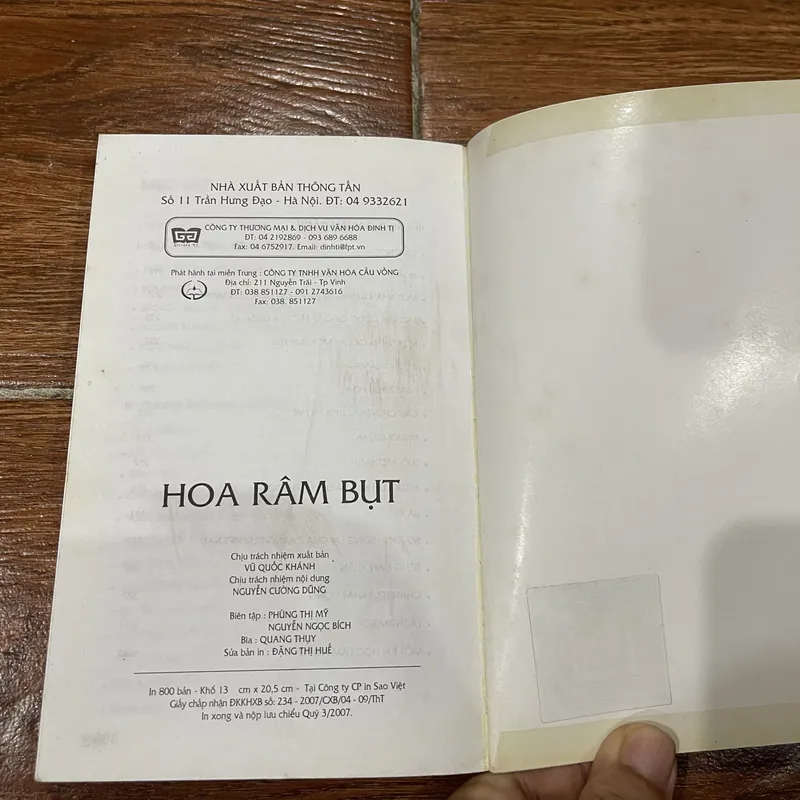 NHÀ XUẤT BẢN THÔNG TẤN
Số 11 Trần Hưng Đạo - Hà Nội. ĐT: 04 9332621
CÔNG TY THƯƠNG MẠI & DỊCH VỤ VĂN HÓA ĐINH TỊ
ĐT: 04 2192869 - 093 689 6688
Fax: 04 6752917. Email: dinhti@fpt.vn
ĐINH TỊ
Phát hành tại miền Trung : CÔNG TY TNHH VĂN HÓA CẦU VỒNG
Địa chỉ: 211 Nguyễn Trãi - Tp Vinh
ĐT: 038 851127 - 091 2743616
Fax: 038. 851127
HOA RÂM BỤT
Chịu trách nhiệm xuất bản
VŨ QUỐC KHÁNH
Chịu trách nhiệm nội dung
NGUYỄN CƯỜNG DŨNG
Biên tập : PHÙNG THỊ MỸ
NGUYỄN NGỌC BÍCH
Bìa : QUANG THỤY
Sửa bản in : ĐẶNG THỊ HUẾ
In 800 bản - Khổ 13 cm x 20,5 cm - Tại Công ty CP in Sao Việt
Giấy chấp nhận ĐKKHXB số: 234 - 2007/CXB/04 - 09/ThT
In xong và nộp lưu chiểu Quý 3/2007.